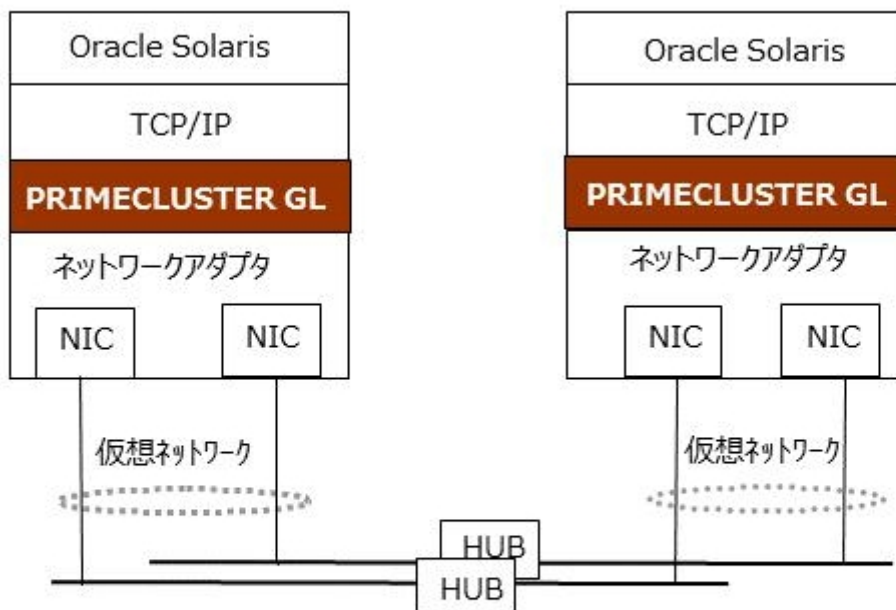 Oracle Solaris
TCP/IP
PRIMECLUSTER GL
ネットワークアダプタ
NIC
NIC
仮想ネットワーク
Oracle Solaris
TCP/IP
PRIMECLUSTER GL
ネットワークアダプタ
NIC
NIC
仮想ネットワーク
HUB
HUB